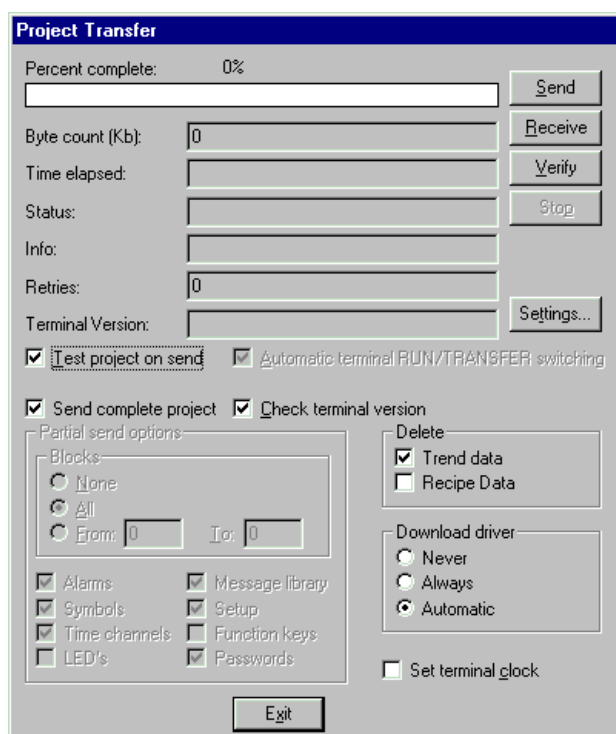 Project Transfer
Percent complete: 0%
Send
Byte count (Kb): 0
Receive
Time elapsed:
Verify
Status:
Stop
Info:
Retries: 0
Terminal Version:
Settings...
Test project on send Automatic terminal RUN/TRANSFER switching
Send complete project Check terminal version
Partial send options
Delete
Blocks
Trend data
None
Recipe Data
All
From: 0 To: 0
Download driver
Never
Alarms Message library
Always
Symbols Setup
Automatic
Time channels Function keys
LED's Passwords
Set terminal clock
Exit